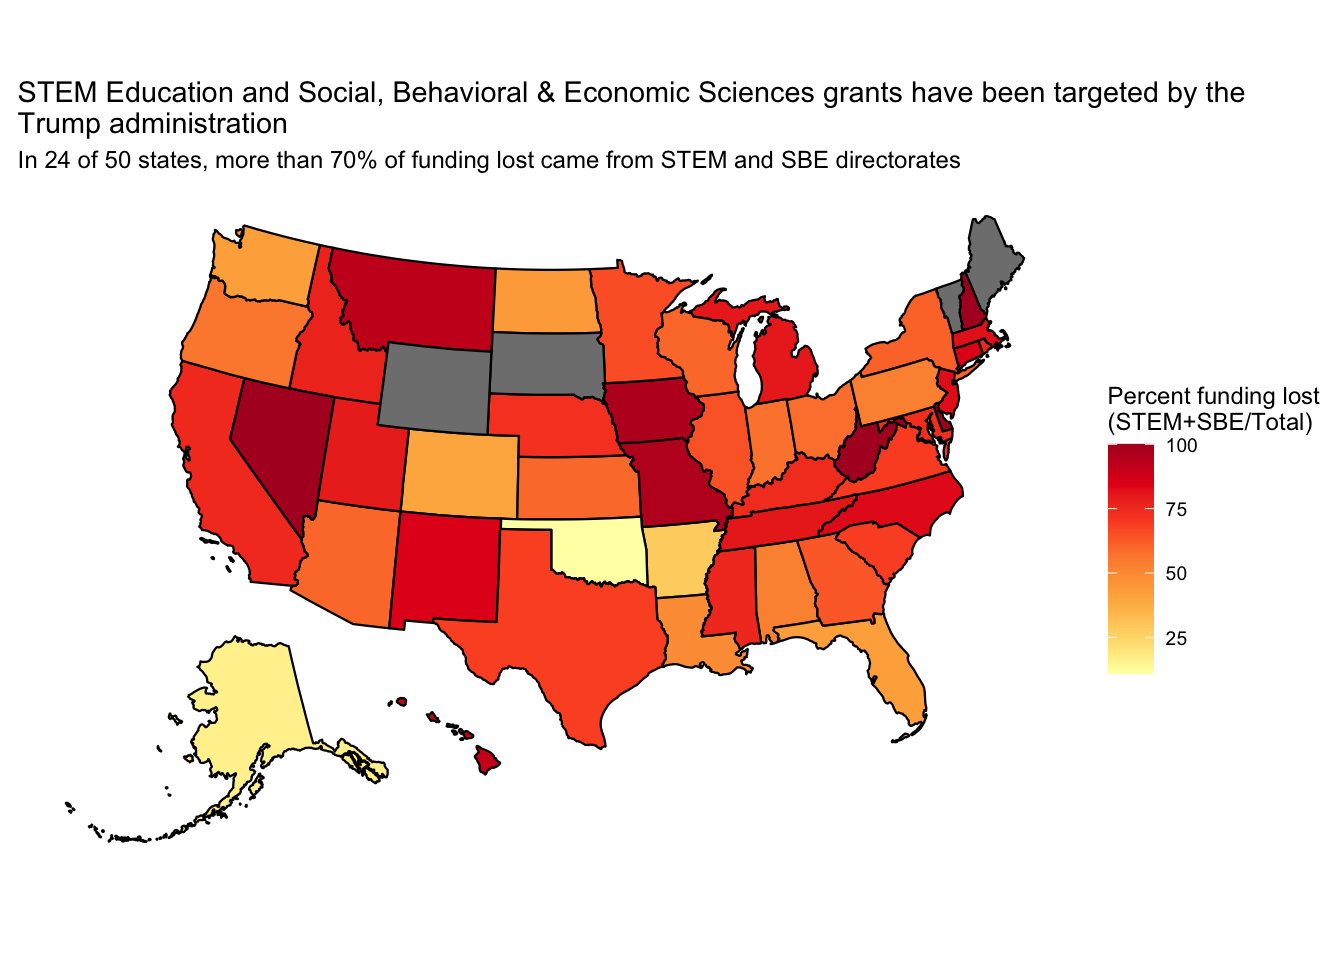 STEM Education and Social, Behavioral & Economic Sciences grants have been targeted by the
Trump administration
In 24 of 50 states, more than 70% of funding lost came from STEM and SBE directorates
Percent funding lost
(STEM+SBE/Total)
100
75
50
25